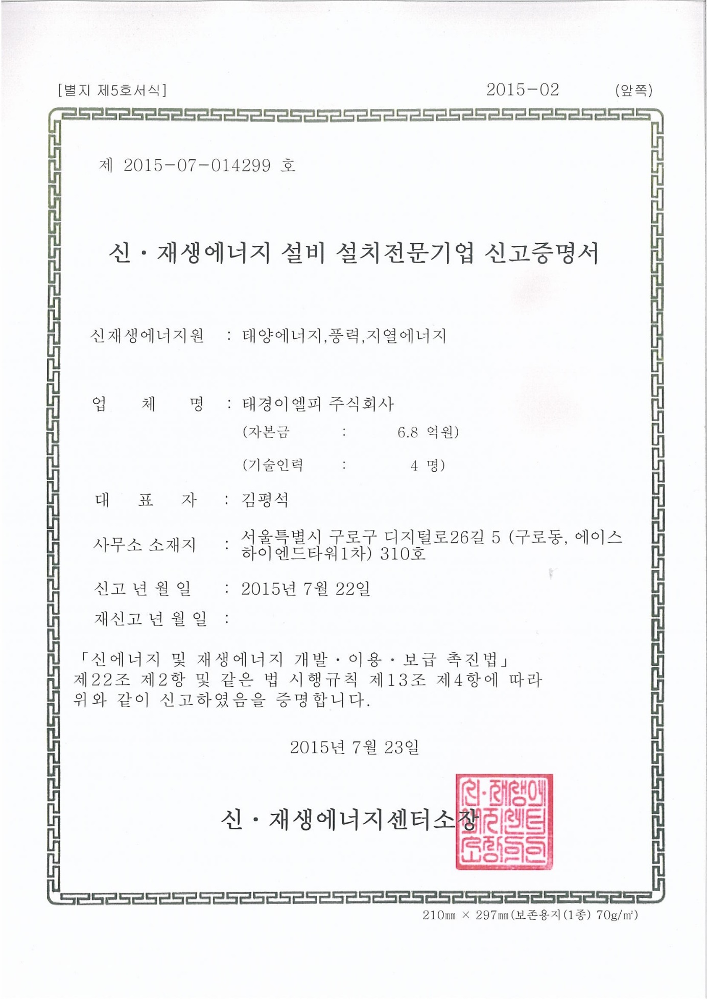 [별지 제5호서식] 2015-02 (앞쪽)
제 2015-07-014299 호
신·재생에너지 설비 설치전문기업 신고증명서
신재생에너지원 : 태양에너지,풍력,지열에너지
업 체 명 : 태경이엘피 주식회사
(자본금 : 6.8 억원)
(기술인력 : 4 명)
대 표 자 : 김평석
사무소 소재지 : 서울특별시 구로구 디지털로26길 5 (구로동, 에이스
하이엔드타워1차) 310호
신고 년 월 일 : 2015년 7월 22일
재신고 년 월 일 :
「신에너지 및 재생에너지 개발·이용·보급 촉진법」
제22조 제2항 및 같은 법 시행규칙 제13조 제4항에 따라
위와 같이 신고하였음을 증명합니다.
2015년 7월 23일
신·재생에너지센터소장
신·재생에
너지센터
소장의인
210㎜ × 297㎜(보존용지(1종) 70g/㎡)